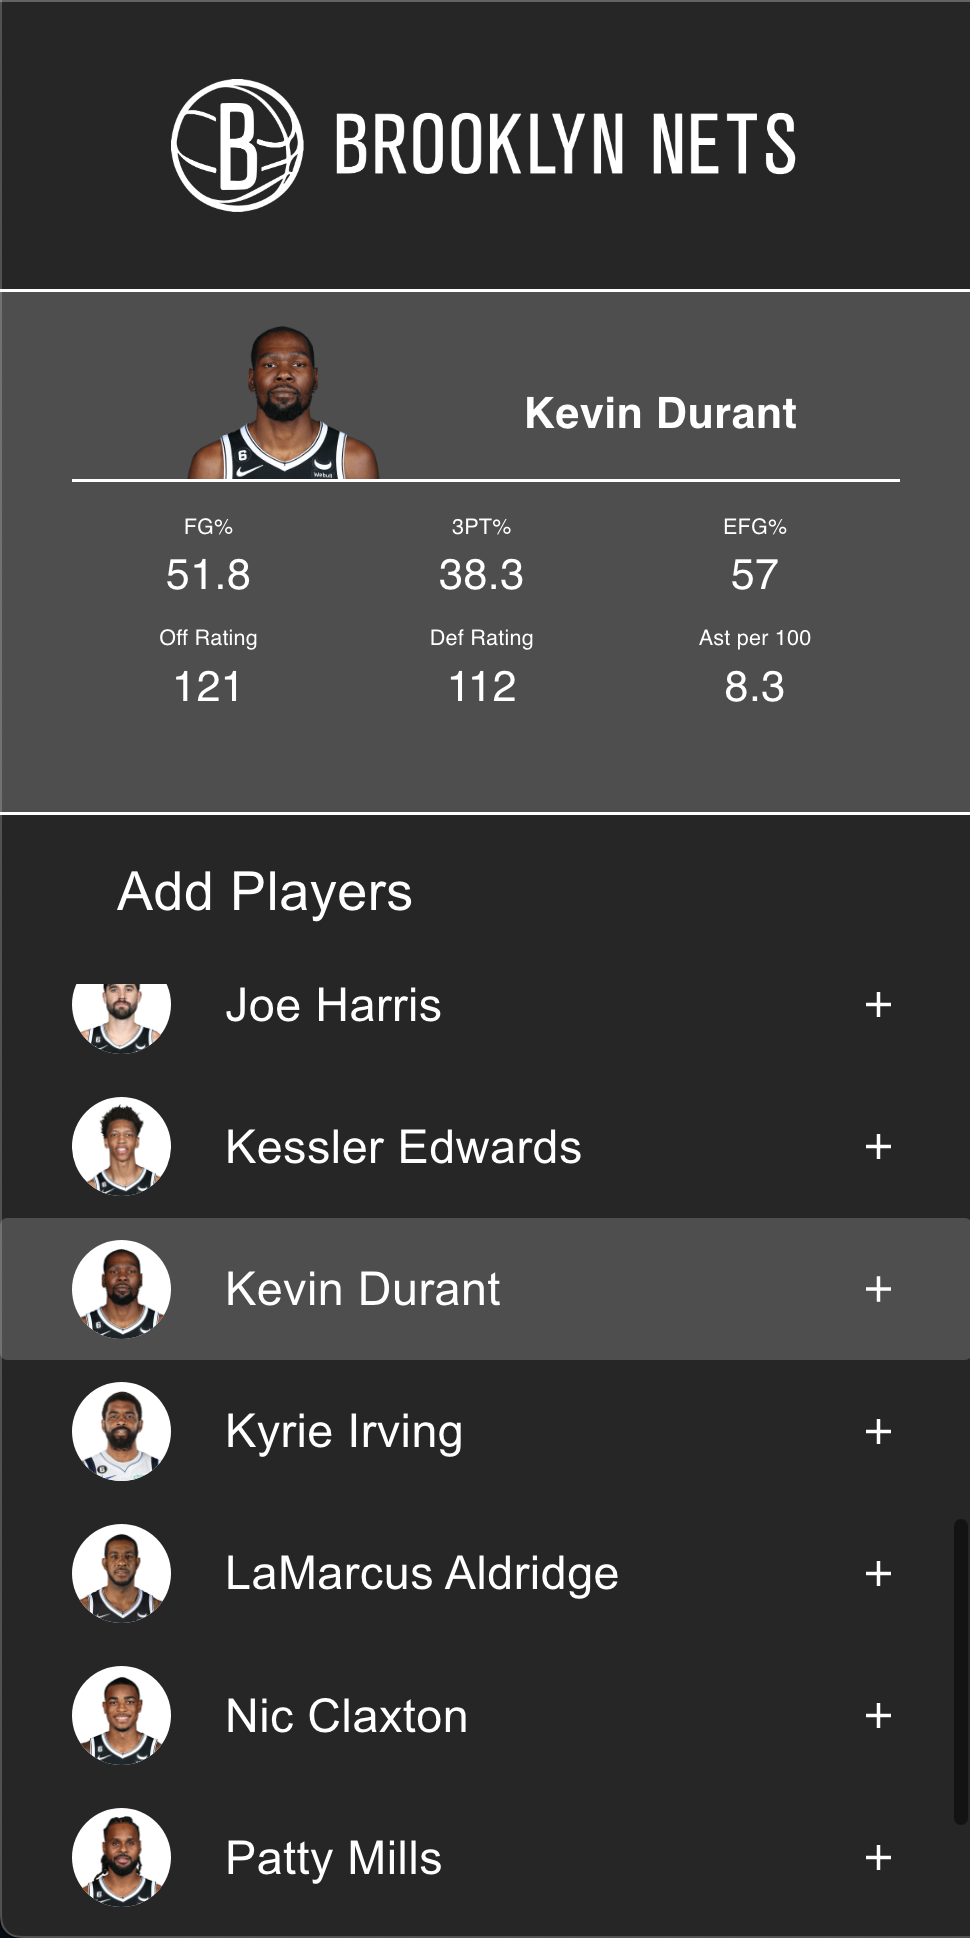 B BROOKLYN NETS
6
Kevin Durant
FG% 3PT% EFG%
51.8 38.3 57
Off Rating Def Rating Ast per 100
121 112 8.3
Add Players
Joe Harris +
Kessler Edwards +
Kevin Durant +
Kyrie Irving +
LaMarcus Aldridge +
Nic Claxton +
Patty Mills +